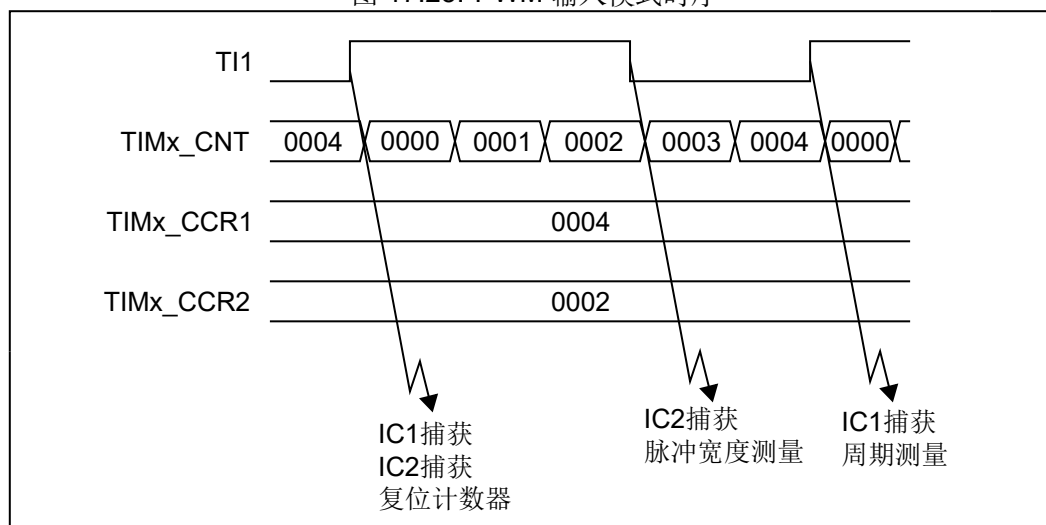 TI1
TIMx_CNT 0004 0000 0001 0002 0003 0004 0000
TIMx_CCR1 0004
TIMx_CCR2 0002
IC1捕获
IC2捕获
复位计数器
IC2捕获
脉冲宽度测量
IC1捕获
周期测量